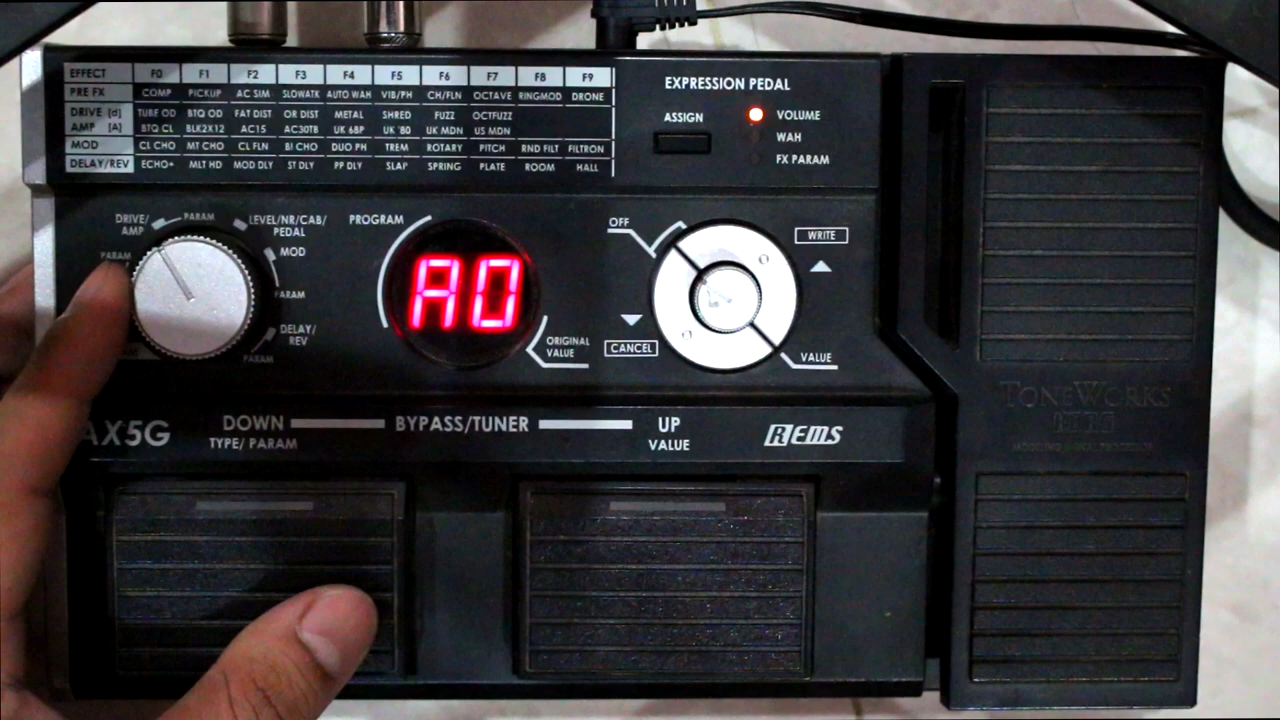 EFFECT F0 F1 F2 F3 F4 F5 F6 F7 F8 F9
PRE FX COMP PICKUP AC SIM SLOWATK AUTO WAH VIB/PH CH/FLN OCTAVE RINGMOD DRONE
DRIVE [d] TUBE OD BTQ OD FAT DIST OR DIST METAL SHRED FUZZ OCTFUZZ
AMP [A] BTQ CL BLK2X12 AC15 AC30TB UK 68P UK '80 UK MDN US MDN
MOD CL CHO MT CHO CL FLN BI CHO DUO PH TREM ROTARY PITCH RND FILT FILTRON
DELAY/REV ECHO+ MLT HD MOD DLY ST DLY PP DLY SLAP SPRING PLATE ROOM HALL
EXPRESSION PEDAL
ASSIGN
VOLUME
WAH
FX PARAM
DRIVE/
AMP
PARAM
LEVEL/NR/CAB/
PEDAL
PARAM
MOD
PARAM
DELAY/
REV
PARAM
PROGRAM
A0
ORIGINAL
VALUE
OFF
WRITE
CANCEL
VALUE
AX5G
DOWN BYPASS/TUNER UP
TYPE/ PARAM VALUE
REMS
TONEWORKS
KORG